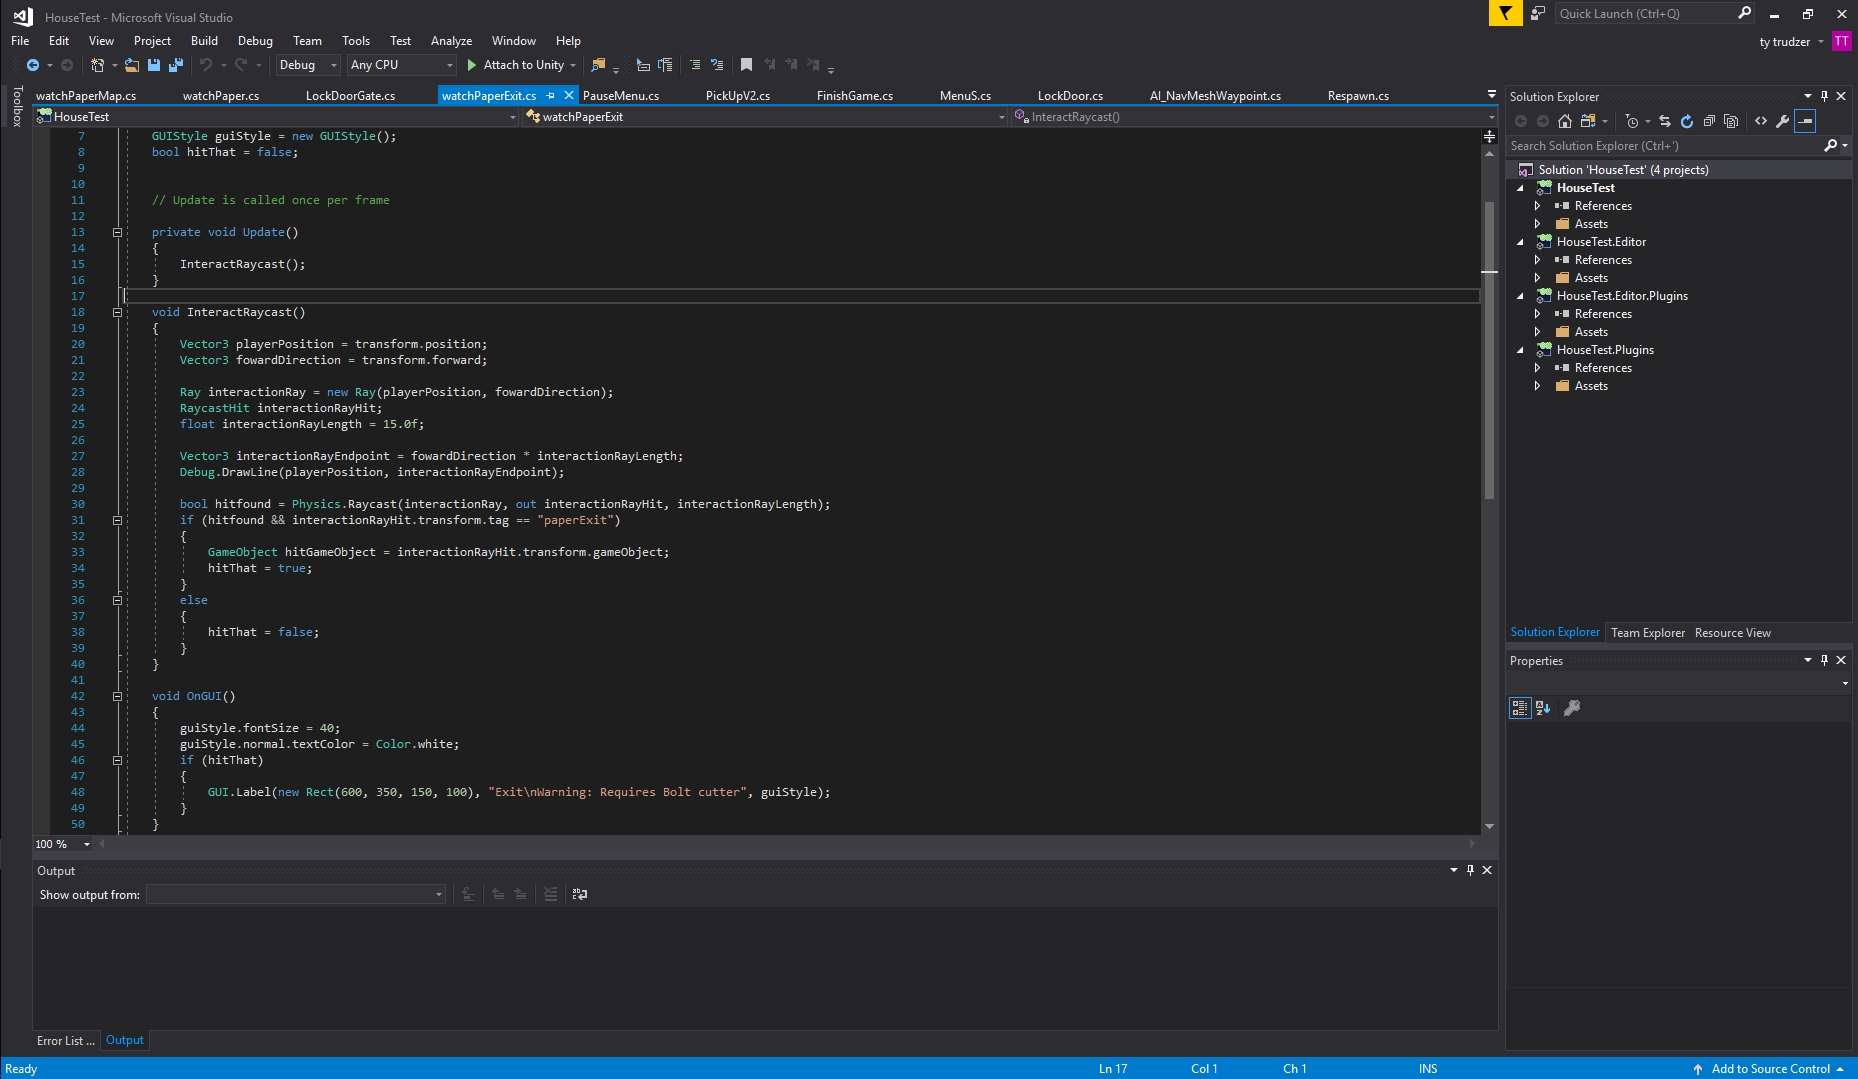 HouseTest - Microsoft Visual Studio
Quick Launch (Ctrl+Q)
File Edit View Project Build Debug Team Tools Test Analyze Window Help
ty trudzer TT
Debug Any CPU Attach to Unity
Toolbox
watchPaperMap.cs watchPaper.cs LockDoorGate.cs watchPaperExit.cs PauseMenu.cs PickUpV2.cs FinishGame.cs MenuS.cs LockDoor.cs AI_NavMeshWaypoint.cs Respawn.cs
HouseTest watchPaperExit InteractRaycast()
7 GUIStyle guiStyle = new GUIStyle();
8 bool hitThat = false;
9
10
11 // Update is called once per frame
12
13 private void Update()
14 {
15 InteractRaycast();
16 }
17
18 void InteractRaycast()
19 {
20 Vector3 playerPosition = transform.position;
21 Vector3 fowardDirection = transform.forward;
22
23 Ray interactionRay = new Ray(playerPosition, fowardDirection);
24 RaycastHit interactionRayHit;
25 float interactionRayLength = 15.0f;
26
27 Vector3 interactionRayEndpoint = fowardDirection * interactionRayLength;
28 Debug.DrawLine(playerPosition, interactionRayEndpoint);
29
30 bool hitfound = Physics.Raycast(interactionRay, out interactionRayHit, interactionRayLength);
31 if (hitfound && interactionRayHit.transform.tag == "paperExit")
32 {
33 GameObject hitGameObject = interactionRayHit.transform.gameObject;
34 hitThat = true;
35 }
36 else
37 {
38 hitThat = false;
39 }
40 }
41
42 void OnGUI()
43 {
44 guiStyle.fontSize = 40;
45 guiStyle.normal.textColor = Color.white;
46 if (hitThat)
47 {
48 GUI.Label(new Rect(600, 350, 150, 100), "Exit\nWarning: Requires Bolt cutter", guiStyle);
49 }
50 }
100 %
Output
Show output from:
Error List ... Output
Solution Explorer
Search Solution Explorer (Ctrl+')
Solution 'HouseTest' (4 projects)
HouseTest
References
Assets
HouseTest.Editor
References
Assets
HouseTest.Editor.Plugins
References
Assets
HouseTest.Plugins
References
Assets
Solution Explorer Team Explorer Resource View
Properties
Ready Ln 17 Col 1 Ch 1 INS Add to Source Control